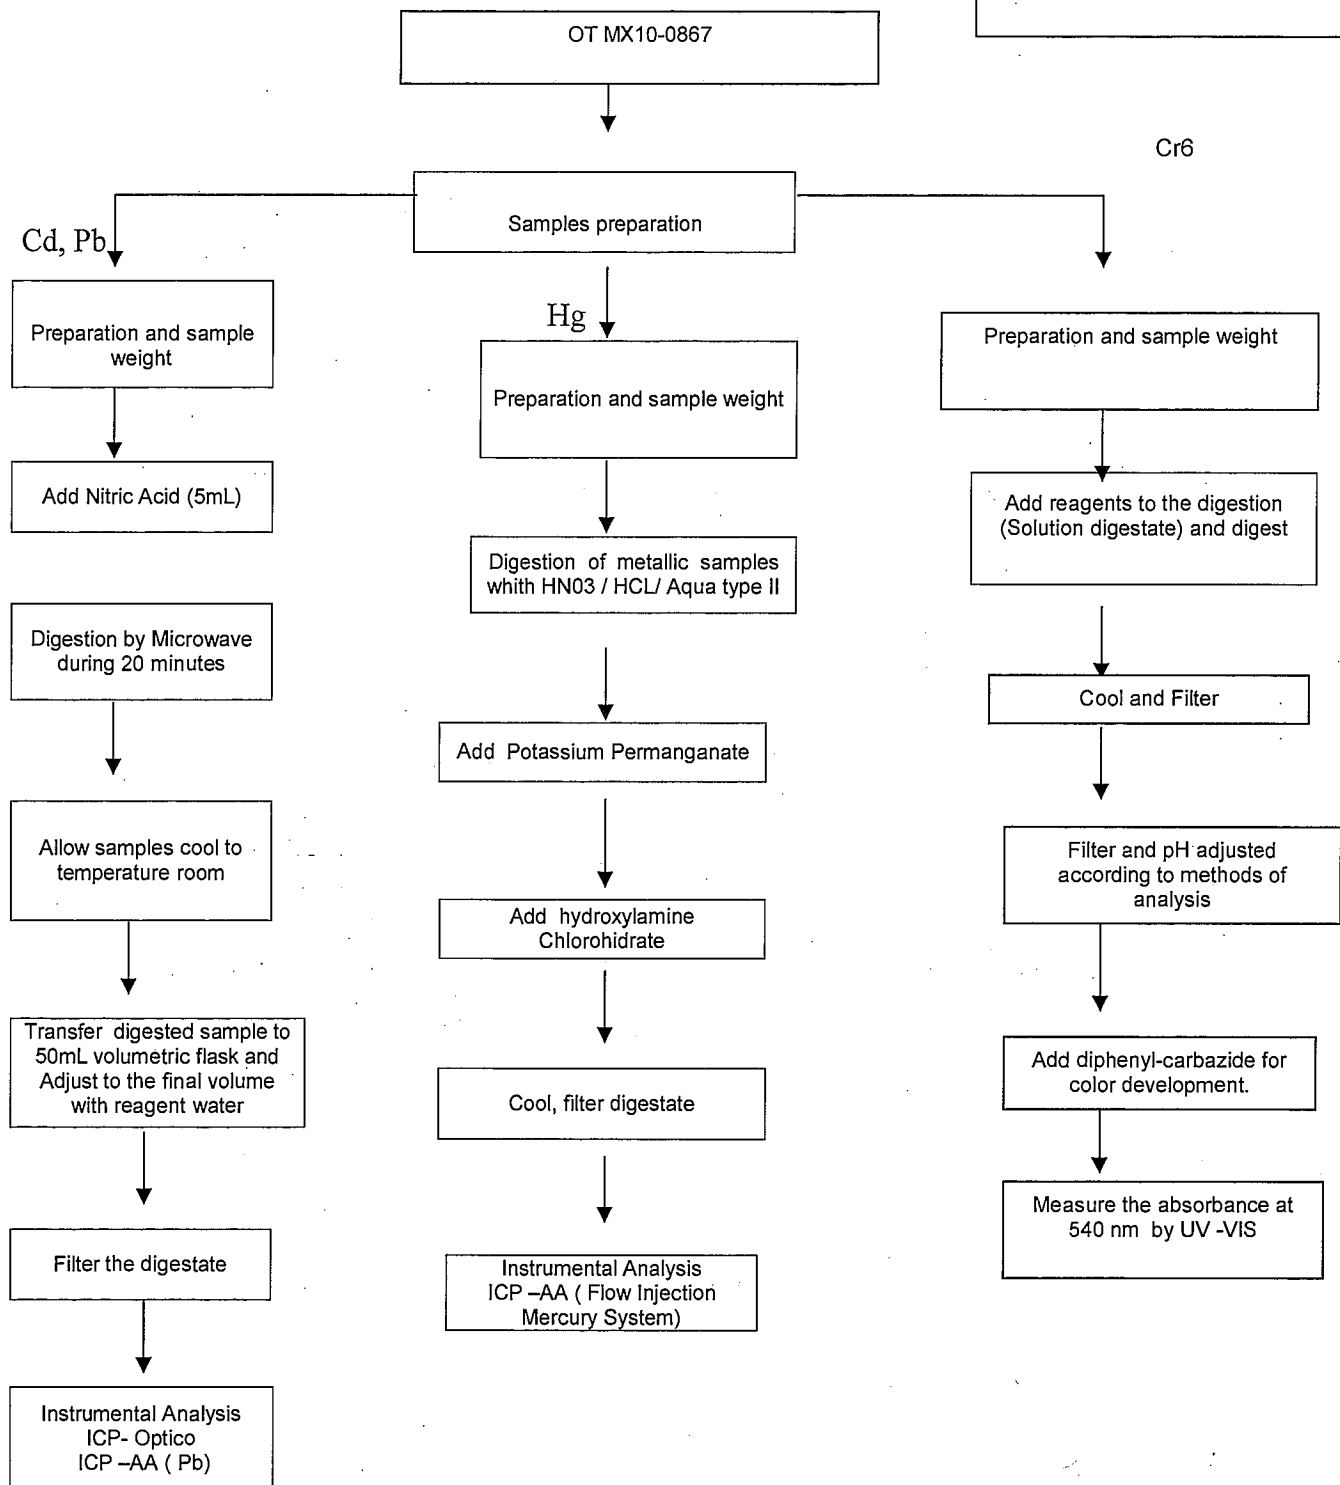 OT MX10-0867
Cr6
Samples preparation
Cd, Pb
Preparation and sample
weight
Add Nitric Acid (5mL)
Digestion by Microwave
during 20 minutes
Allow samples cool to
temperature room
Transfer digested sample to
50mL volumetric flask and
Adjust to the final volume
with reagent water
Filter the digestate
Instrumental Analysis
ICP- Optico
ICP –AA ( Pb)
Hg
Preparation and sample weight
Digestion of metallic samples
whith HN03 / HCL/ Aqua type II
Add Potassium Permanganate
Add hydroxylamine
Chlorohidrate
Cool, filter digestate
Instrumental Analysis
ICP –AA ( Flow Injection
Mercury System)
Preparation and sample weight
Add reagents to the digestion
(Solution digestate) and digest
Cool and Filter
Filter and pH adjusted
according to methods of
analysis
Add diphenyl-carbazide for
color development.
Measure the absorbance at
540 nm by UV -VIS